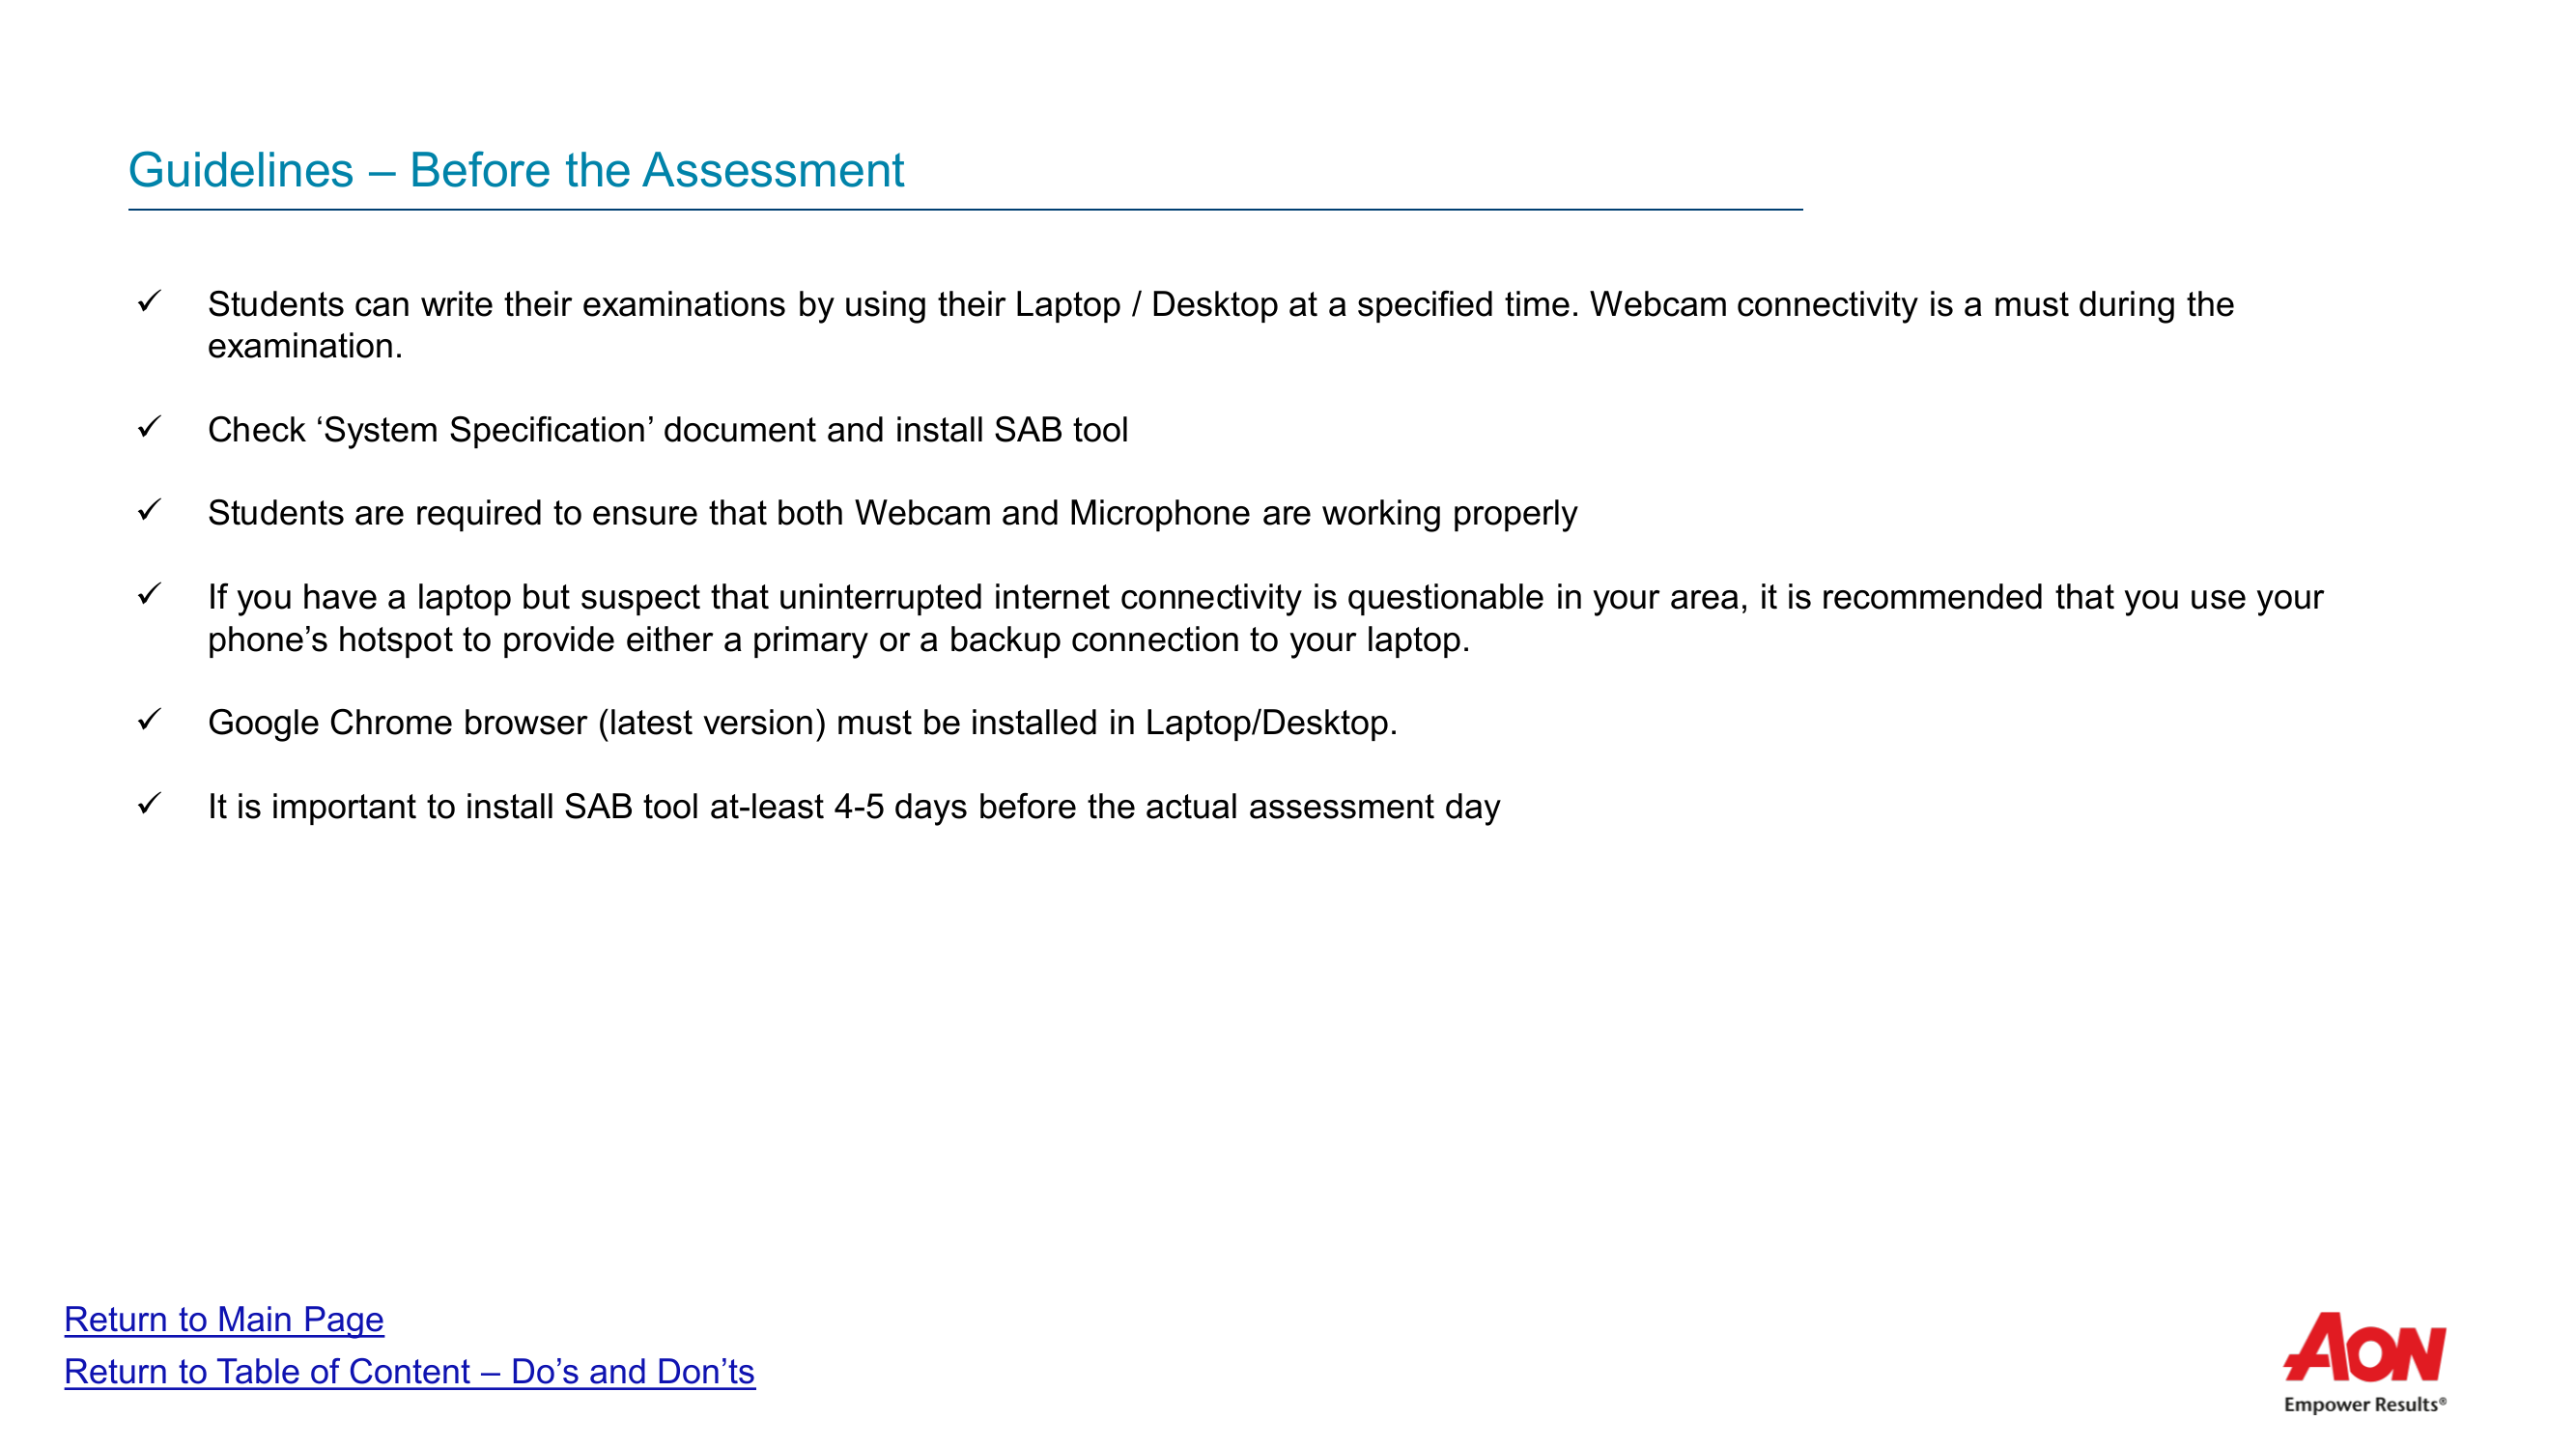 Guidelines – Before the Assessment
✓ Students can write their examinations by using their Laptop / Desktop at a specified time. Webcam connectivity is a must during the
examination.
✓ Check ‘System Specification’ document and install SAB tool
✓ Students are required to ensure that both Webcam and Microphone are working properly
✓ If you have a laptop but suspect that uninterrupted internet connectivity is questionable in your area, it is recommended that you use your
phone’s hotspot to provide either a primary or a backup connection to your laptop.
✓ Google Chrome browser (latest version) must be installed in Laptop/Desktop.
✓ It is important to install SAB tool at-least 4-5 days before the actual assessment day
Return to Main Page
Return to Table of Content – Do’s and Don’ts
AON
Empower Results®